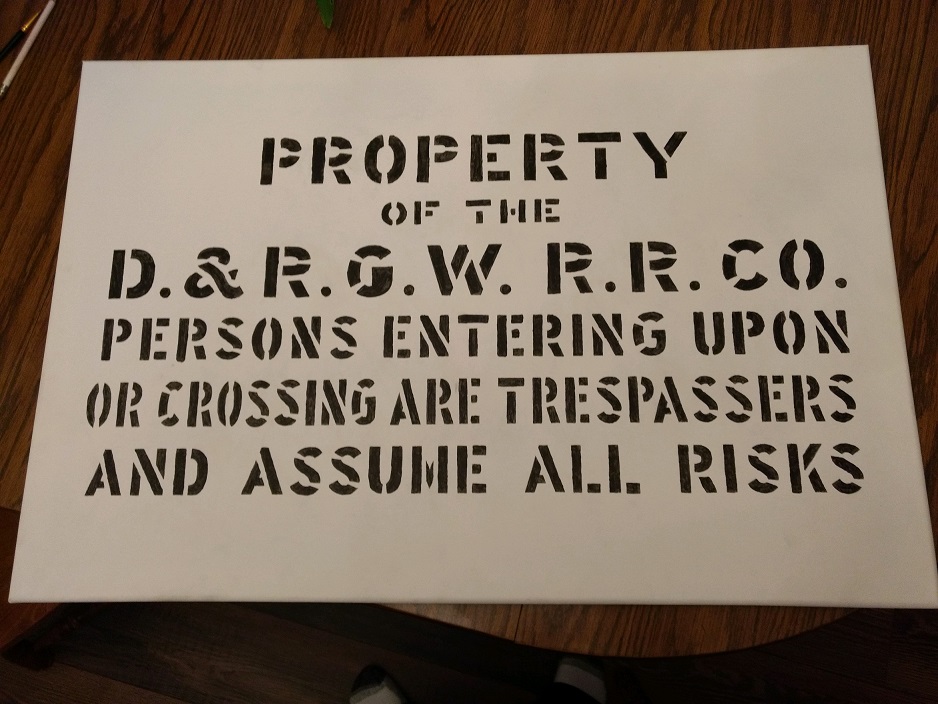 PROPERTY
OF THE
D.& R.G.W. R.R.CO.
PERSONS ENTERING UPON
OR CROSSING ARE TRESPASSERS
AND ASSUME ALL RISKS